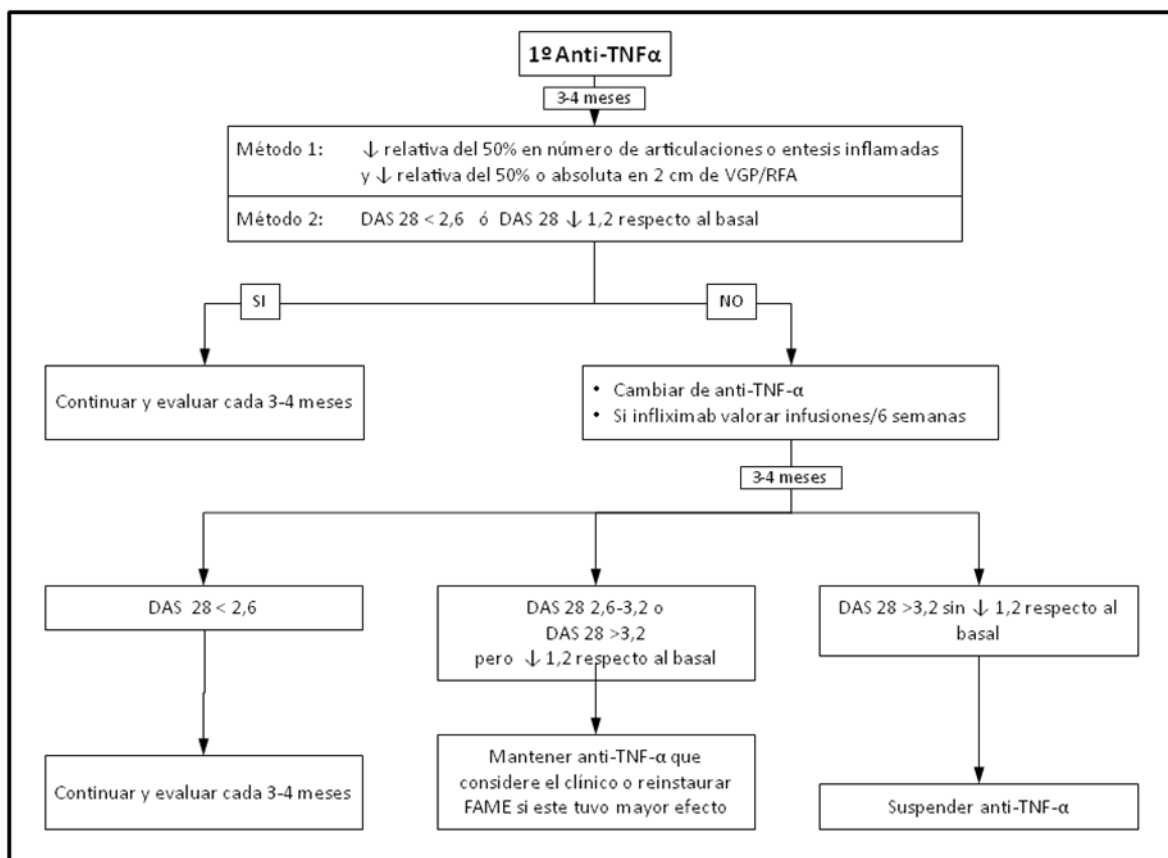 1º Anti-TNFα
3-4 meses
Método 1: ↓ relativa del 50% en número de articulaciones o entesis inflamadas
y ↓ relativa del 50% o absoluta en 2 cm de VGP/RFA
Método 2: DAS 28 < 2,6 ó DAS 28 ↓ 1,2 respecto al basal
SI
NO
Continuar y evaluar cada 3-4 meses
• Cambiar de anti-TNF-α
• Si infliximab valorar infusiones/6 semanas
3-4 meses
DAS 28 < 2,6
DAS 28 2,6-3,2 o
DAS 28 >3,2
pero ↓ 1,2 respecto al basal
DAS 28 >3,2 sin ↓ 1,2 respecto al
basal
Continuar y evaluar cada 3-4 meses
Mantener anti-TNF-α que
considere el clínico o reinstaurar
FAME si este tuvo mayor efecto
Suspender anti-TNF-α